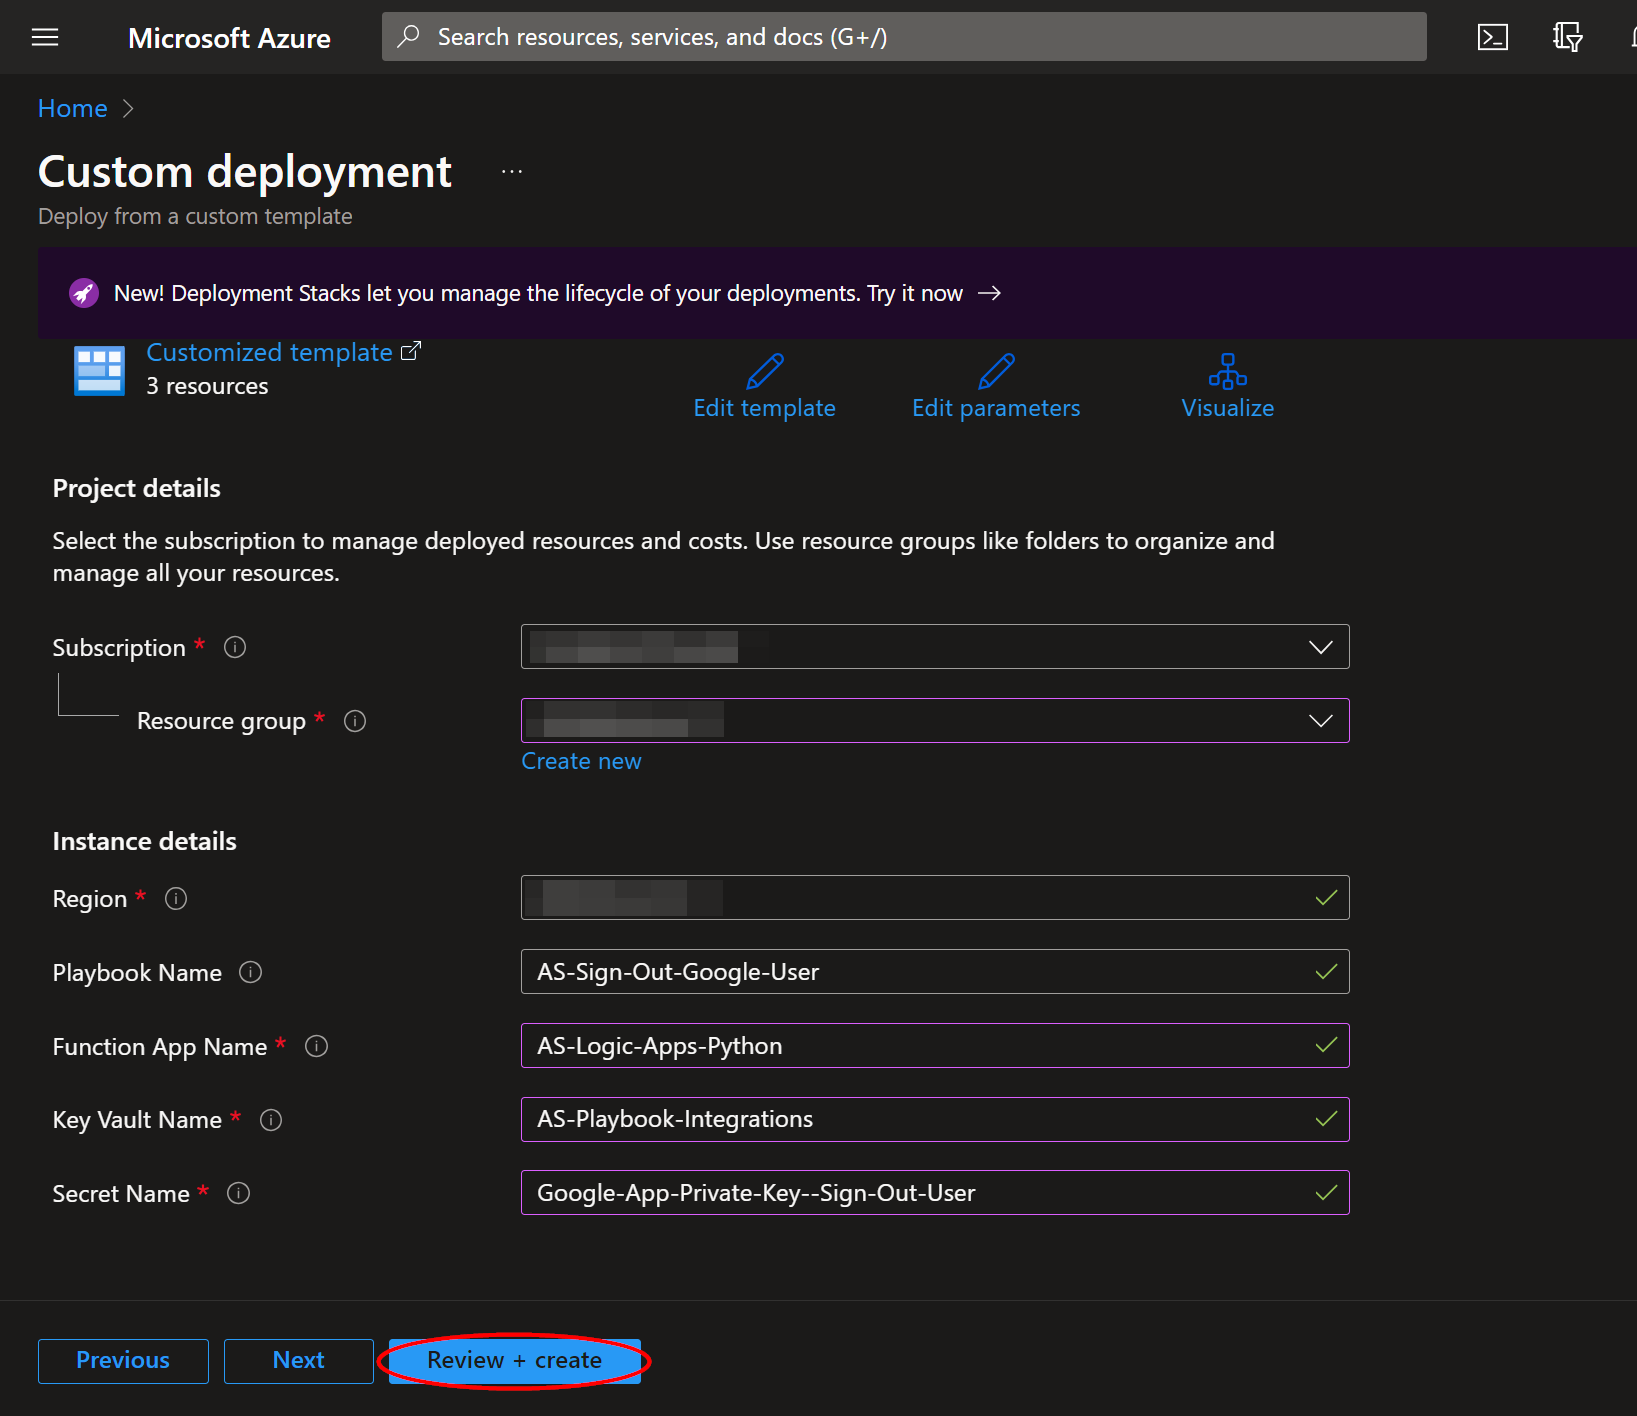 Microsoft Azure
Search resources, services, and docs (G+/)
Home
Custom deployment
Deploy from a custom template
New! Deployment Stacks let you manage the lifecycle of your deployments. Try it now
Customized template
3 resources
Edit template
Edit parameters
Visualize
Project details
Select the subscription to manage deployed resources and costs. Use resource groups like folders to organize and
manage all your resources.
Subscription *
Resource group *
Create new
Instance details
Region *
Playbook Name
AS-Sign-Out-Google-User
Function App Name *
AS-Logic-Apps-Python
Key Vault Name *
AS-Playbook-Integrations
Secret Name *
Google-App-Private-Key--Sign-Out-User
Previous
Next
Review + create